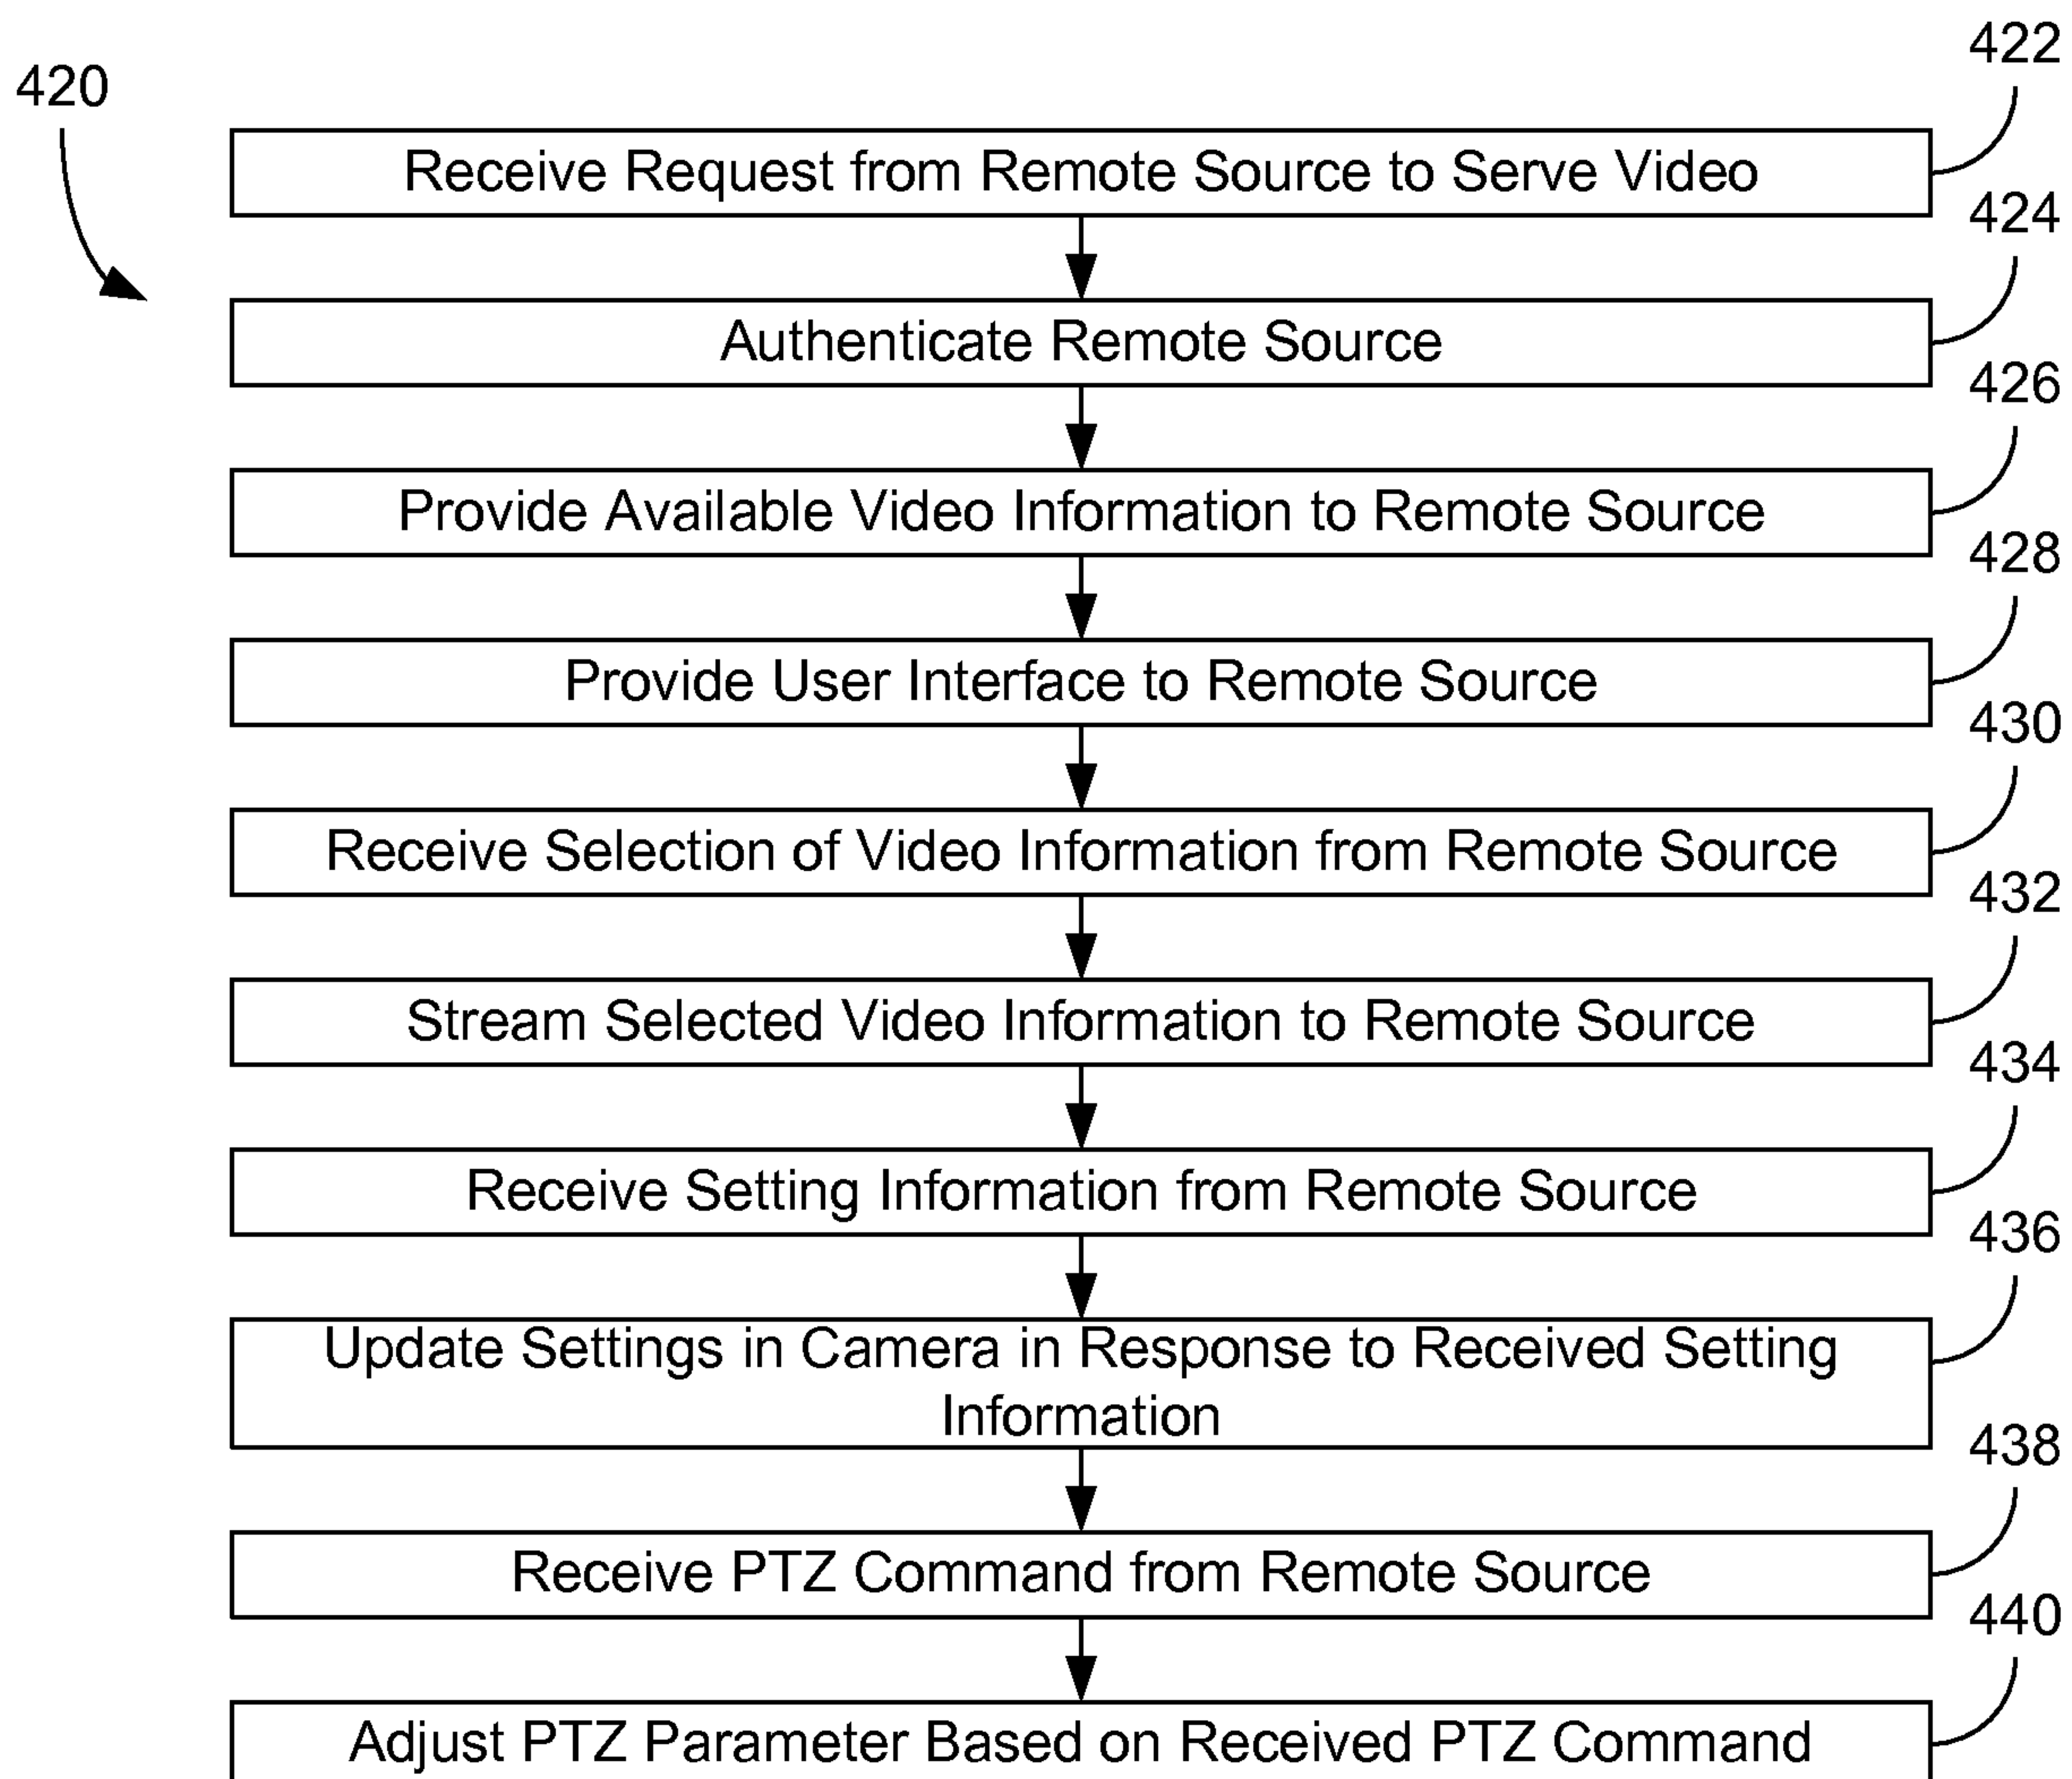 422
420
Receive Request from Remote Source to Serve Video
424
Authenticate Remote Source
426
Provide Available Video Information to Remote Source
428
Provide User Interface to Remote Source
430
Receive Selection of Video Information from Remote Source
432
Stream Selected Video Information to Remote Source
434
Receive Setting Information from Remote Source
436
Update Settings in Camera in Response to Received Setting
Information
438
Receive PTZ Command from Remote Source
440
Adjust PTZ Parameter Based on Received PTZ Command